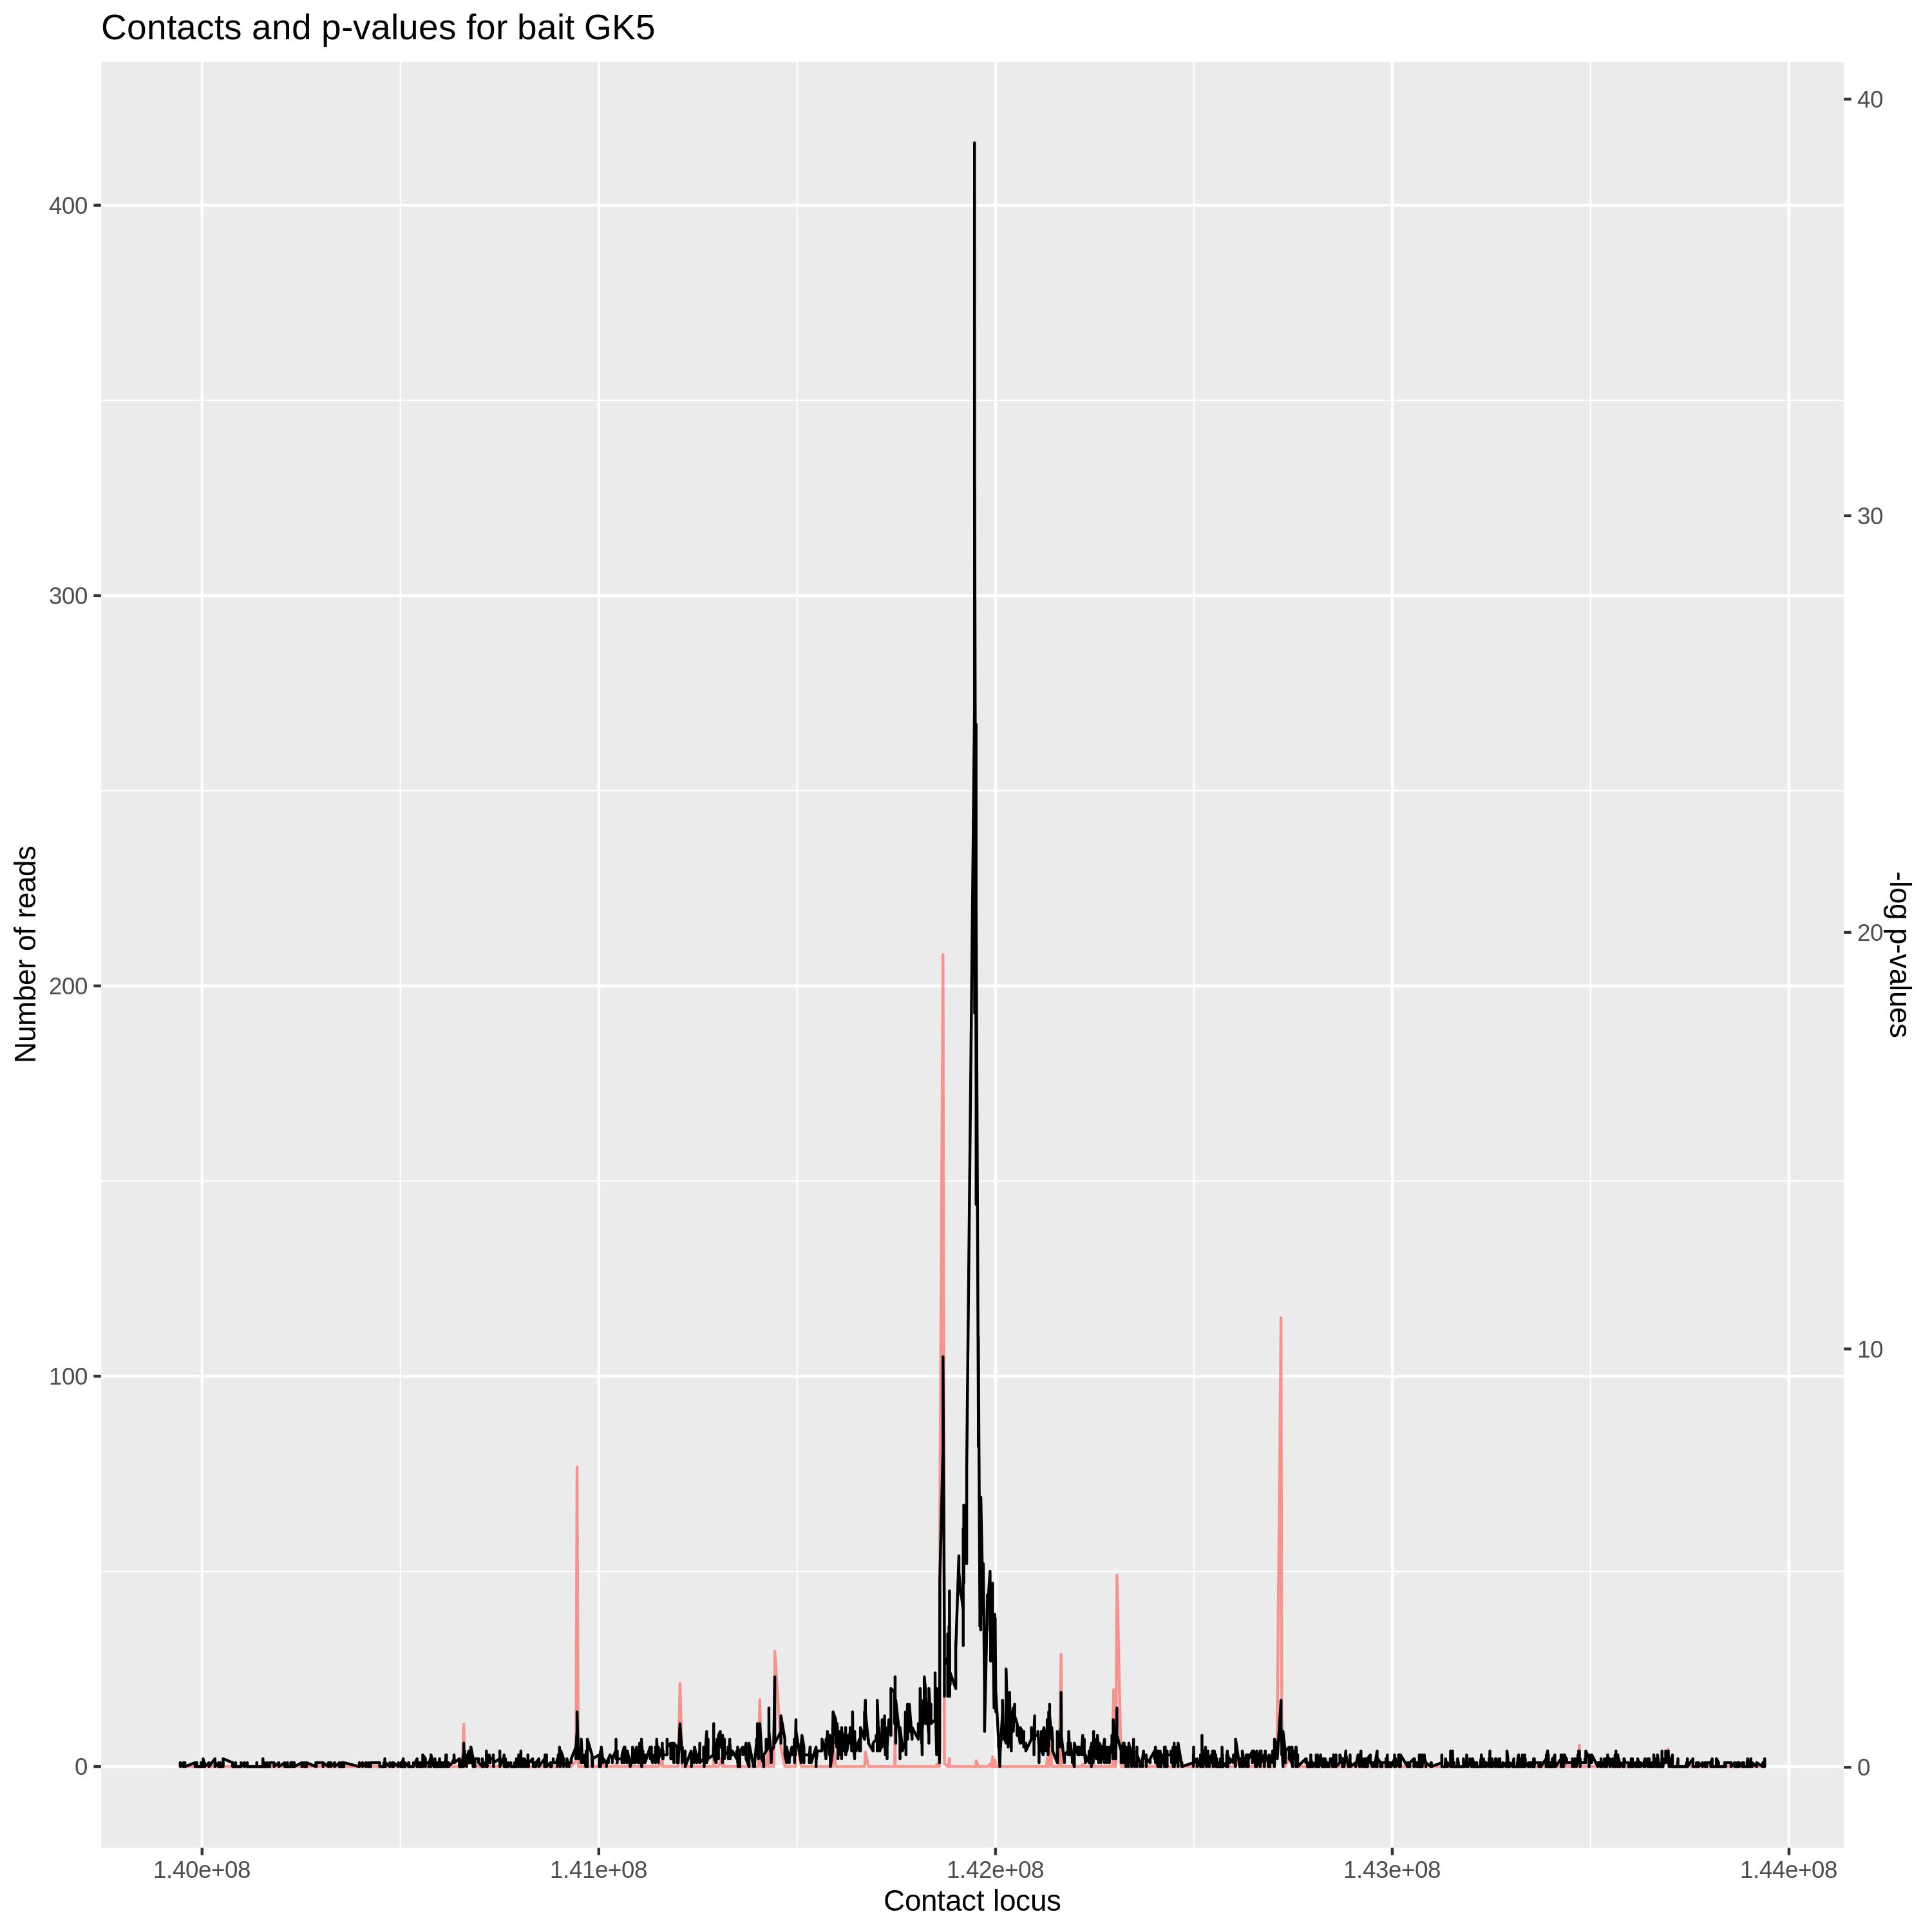 Contacts and p-values for bait GK5
40
400
30
300
Number of reads
-log p-values
20
200
10
100
0
0
1.40e+08 1.41e+08 1.42e+08 1.43e+08 1.44e+08
Contact locus